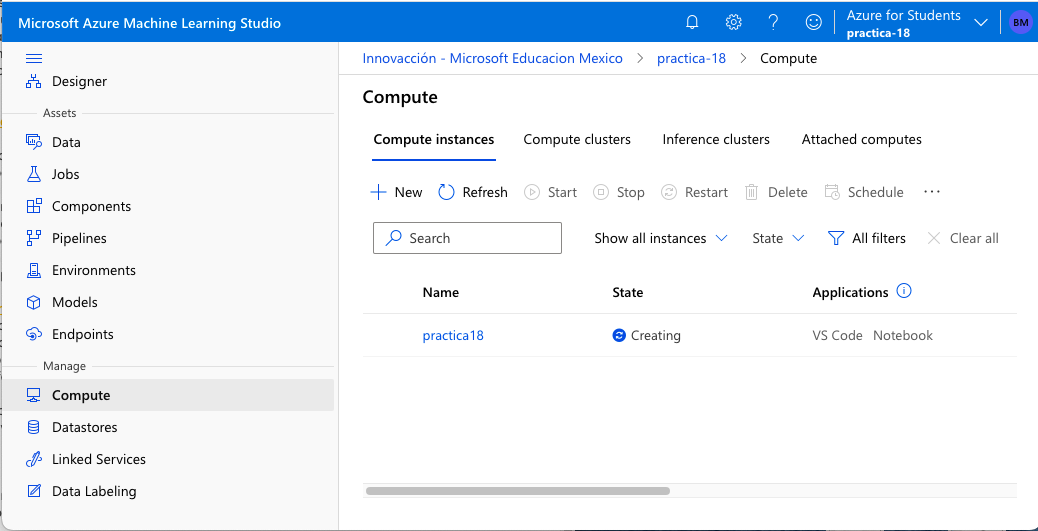 Microsoft Azure Machine Learning Studio
Azure for Students
practica-18
BM
Designer
Assets
Data
Jobs
Components
Pipelines
Environments
Models
Endpoints
Manage
Compute
Datastores
Linked Services
Data Labeling
Innovacción - Microsoft Educacion Mexico > practica-18 > Compute
Compute
Compute instances Compute clusters Inference clusters Attached computes
New Refresh Start Stop Restart Delete Schedule ...
Search Show all instances State All filters Clear all
Name State Applications
practica18 Creating VS Code Notebook